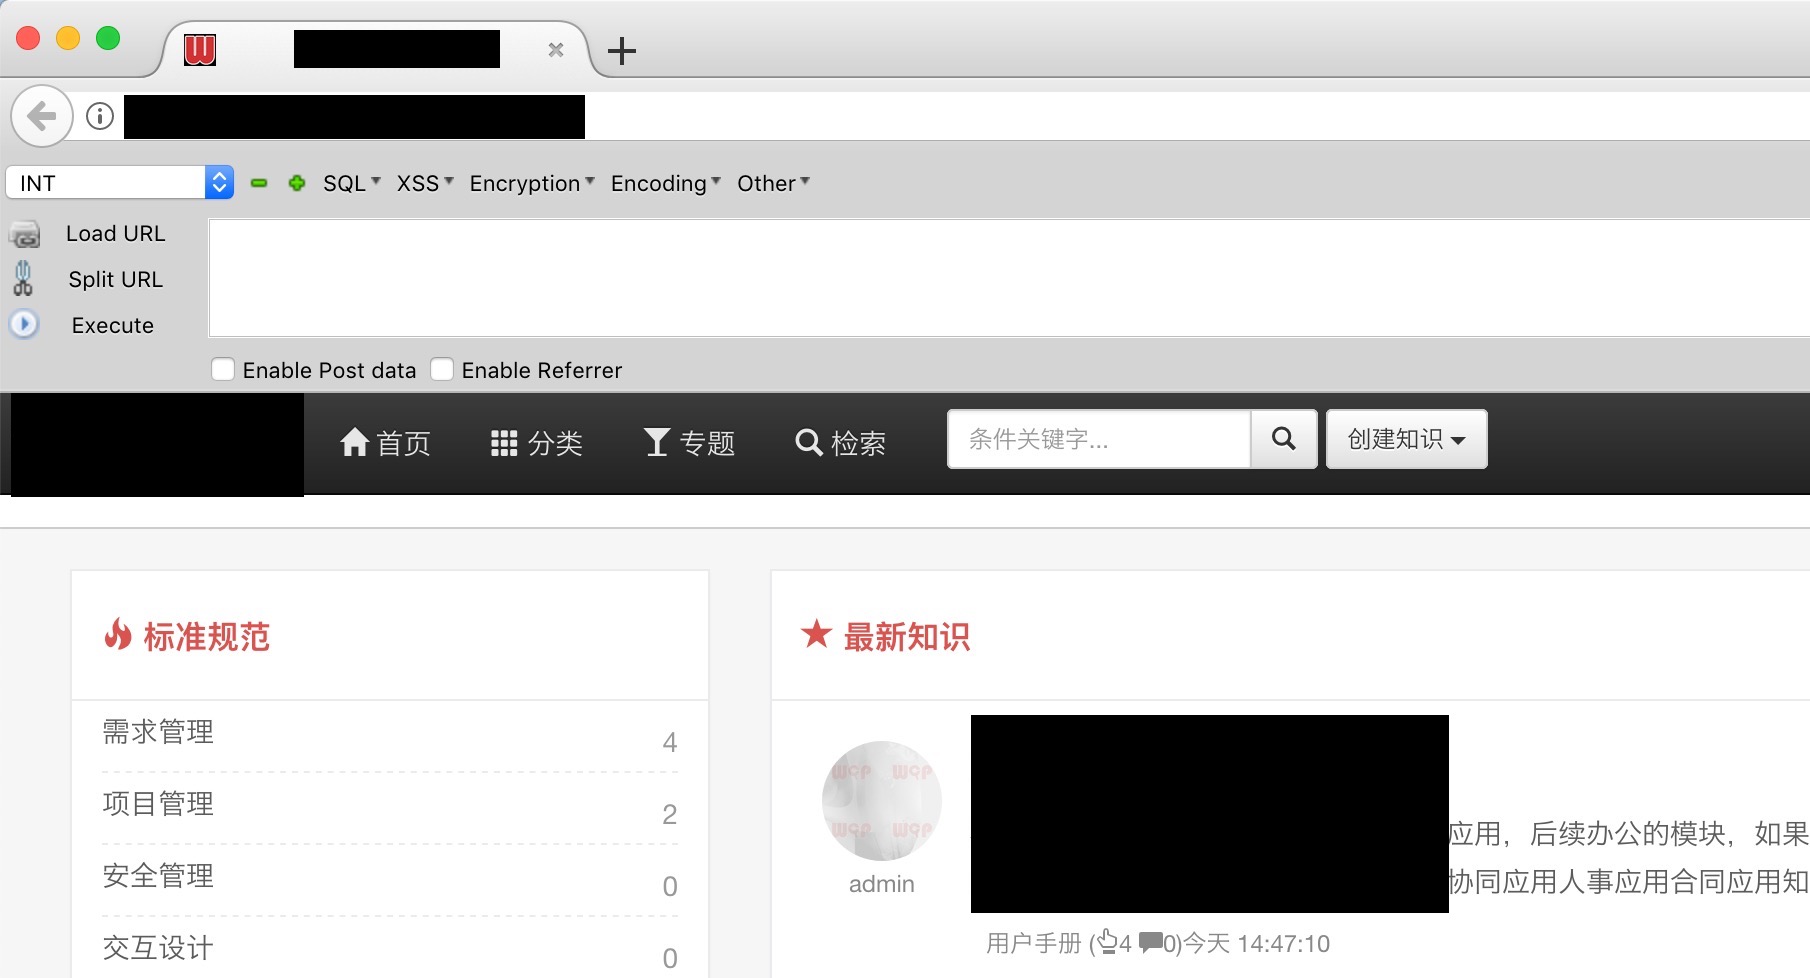 INT SQL XSS Encryption Encoding Other
Load URL
Split URL
Execute
Enable Post data Enable Referrer
首页 分类 专题 检索 条件关键字... 创建知识
标准规范
需求管理 4
项目管理 2
安全管理 0
交互设计 0
最新知识
WCP WCP
WCP WCP
admin
应用，后续办公的模块，如果
协同应用人事应用合同应用知
用户手册 (4 0)今天 14:47:10